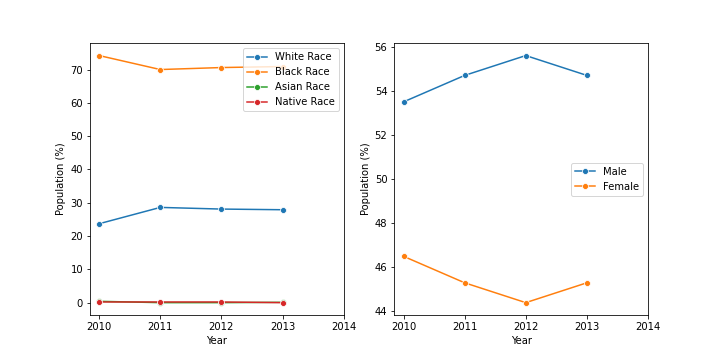 White Race
Black Race
Asian Race
Native Race
70
60
50
40
30
20
10
0
Population (%)
2010 2011 2012 2013 2014
Year
56
54
52
50
48
46
44
Population (%)
Male
Female
2010 2011 2012 2013 2014
Year